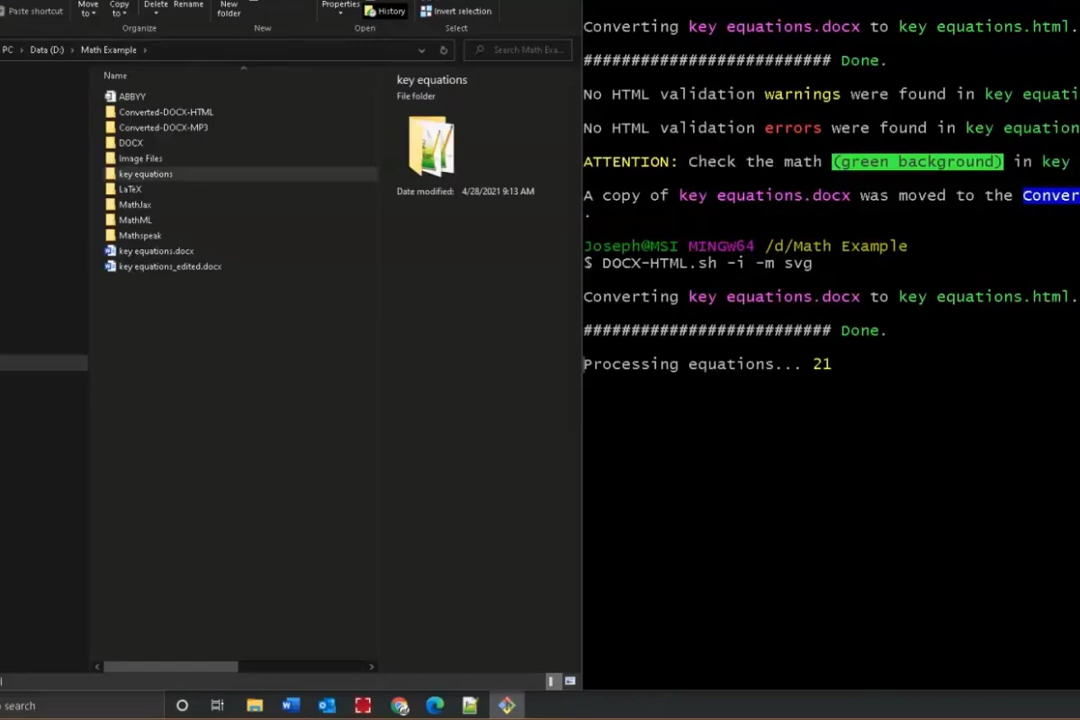 Paste shortcut
Move to
Copy to
Delete
Rename
New folder
Properties
History
Invert selection
Organize
New
Open
Select
PC > Data (D:) > Math Example >
Search Math Exa...
Name
ABBYY
Converted-DOCX-HTML
Converted-DOCX-MP3
DOCX
Image Files
key equations
LaTeX
MathJax
MathML
Mathspeak
key equations.docx
key equations_edited.docx
key equations
File folder
Date modified: 4/28/2021 9:13 AM
search
Converting key equations.docx to key equations.html.
########################## Done.
No HTML validation warnings were found in key equati
No HTML validation errors were found in key equation
ATTENTION: Check the math (green background) in key
A copy of key equations.docx was moved to the Conver
.
Joseph@MSI MINGW64 /d/Math Example
$ DOCX-HTML.sh -i -m svg
Converting key equations.docx to key equations.html.
########################## Done.
Processing equations... 21